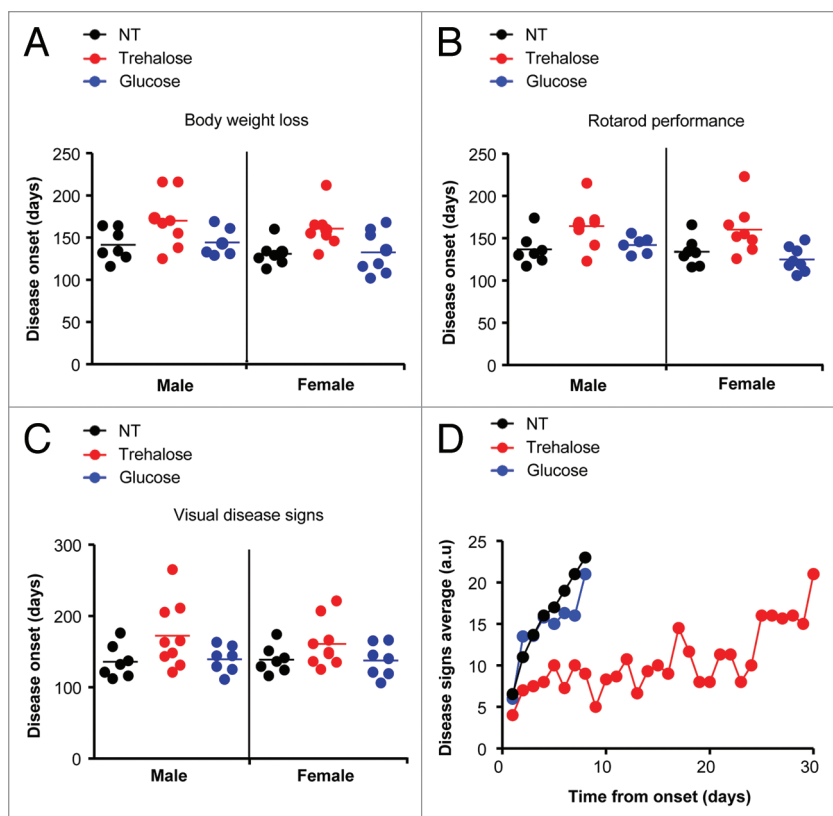 A
NT
Trehalose
Glucose
Body weight loss
Disease onset (days)
250
200
150
100
50
0
Male
Female
B
NT
Trehalose
Glucose
Rotarod performance
Disease onset (days)
250
200
150
100
50
0
Male
Female
C
NT
Trehalose
Glucose
Visual disease signs
Disease onset (days)
300
200
100
0
Male
Female
D
NT
Trehalose
Glucose
Disease signs average (a.u)
25
20
15
10
5
0
0
10
20
30
Time from onset (days)